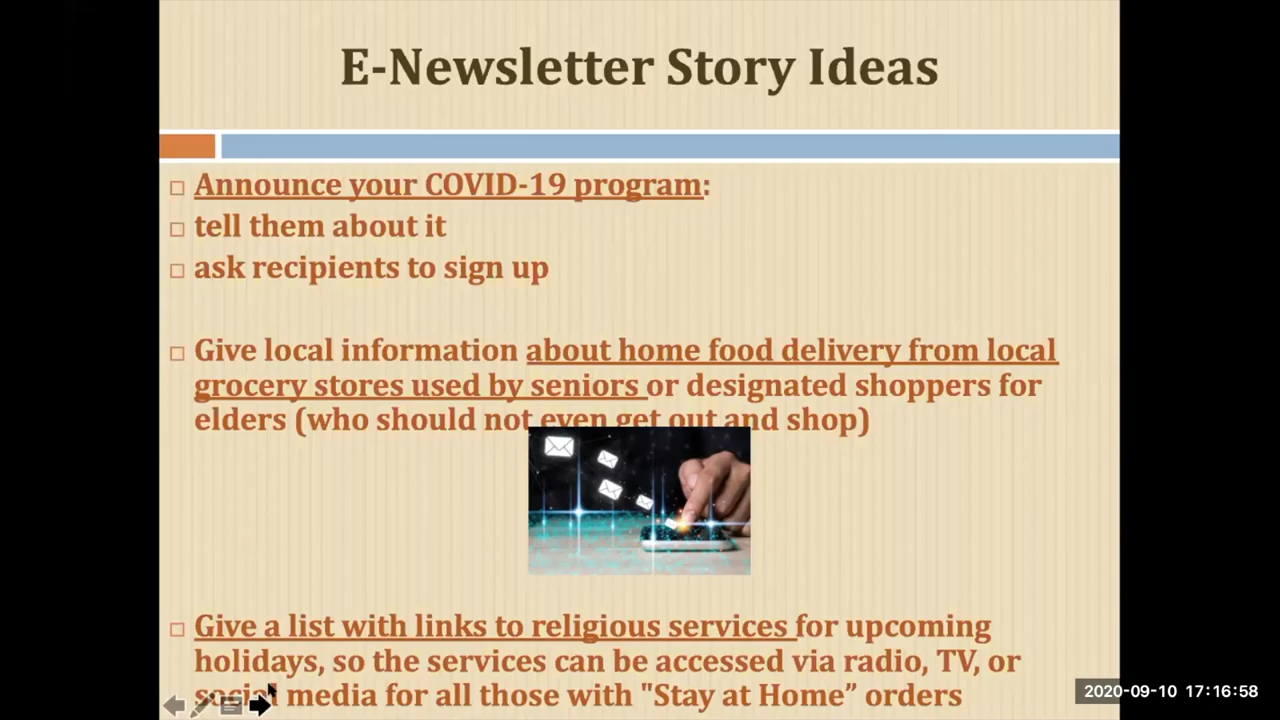 E-Newsletter Story Ideas
Announce your COVID-19 program:
tell them about it
ask recipients to sign up
Give local information about home food delivery from local
grocery stores used by seniors or designated shoppers for
elders (who should not even get out and shop)
Give a list with links to religious services for upcoming
holidays, so the services can be accessed via radio, TV, or
social media for all those with "Stay at Home” orders
2020-09-10 17:16:58